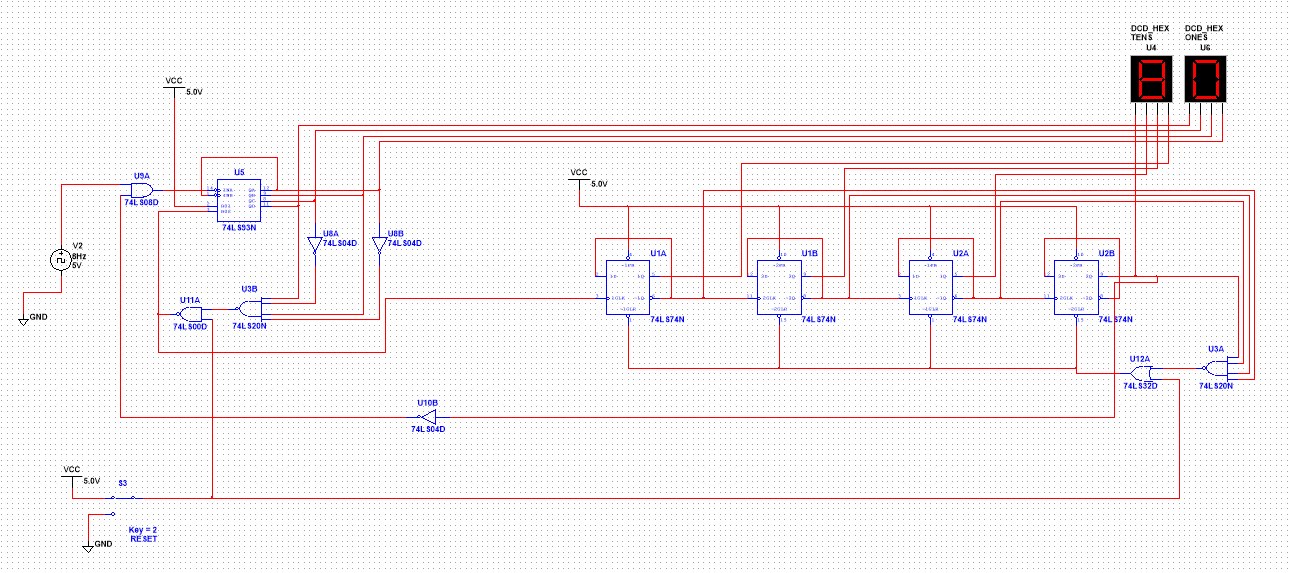 DCD_HEX
TENS
U4
DCD_HEX
ONES
U6
VCC
5.0V
U9A
74LS08D
U5
74LS93N
V2
8Hz
5V
GND
U8A
74LS04D
U8B
74LS04D
U11A
74LS00D
U3B
74LS20N
VCC
5.0V
U1A
74LS74N
U1B
74LS74N
U2A
74LS74N
U2B
74LS74N
U12A
74LS32D
U3A
74LS20N
U10B
74LS04D
VCC
5.0V
S3
Key = 2
RESET
GND